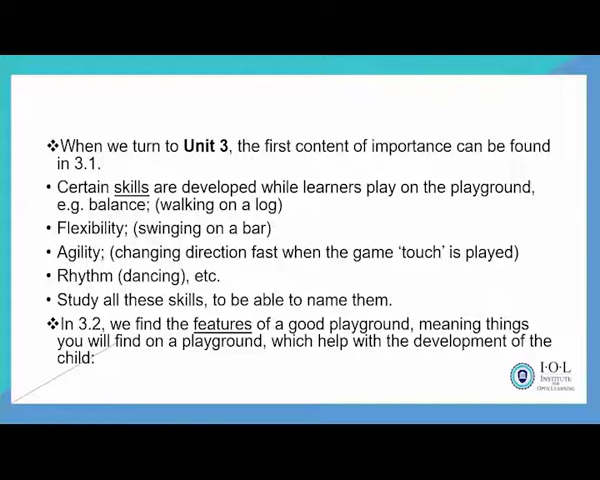 ❖When we turn to Unit 3, the first content of importance can be found
in 3.1.
• Certain skills are developed while learners play on the playground,
e.g. balance; (walking on a log)
• Flexibility; (swinging on a bar)
• Agility; (changing direction fast when the game ‘touch’ is played)
• Rhythm (dancing), etc.
• Study all these skills, to be able to name them.
❖In 3.2, we find the features of a good playground, meaning things
you will find on a playground, which help with the development of the
child:
I·O·L
INSTITUTE
FOR
OPEN LEARNING